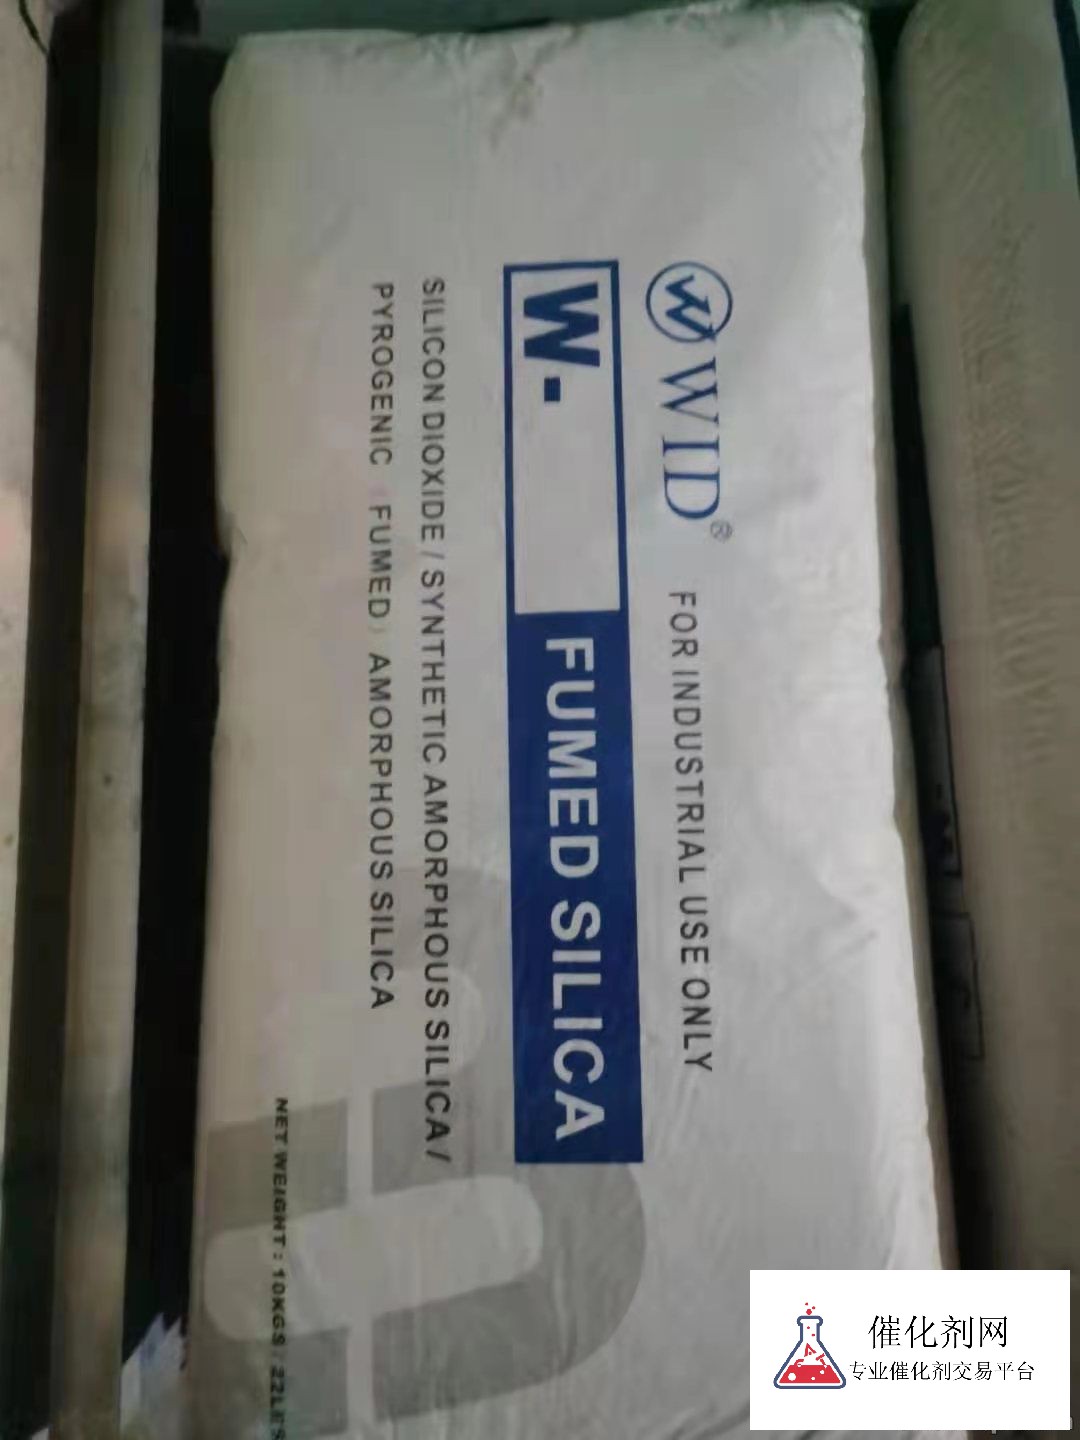 WID®
FOR INDUSTRIAL USE ONLY
W.
FUMED SILICA
SILICON DIOXIDE / SYNTHETIC AMORPHOUS SILICA /
PYROGENIC (FUMED) AMORPHOUS SILICA
NET WEIGHT : 10KGS / 22LBS
催化剂网
专业催化剂交易平台